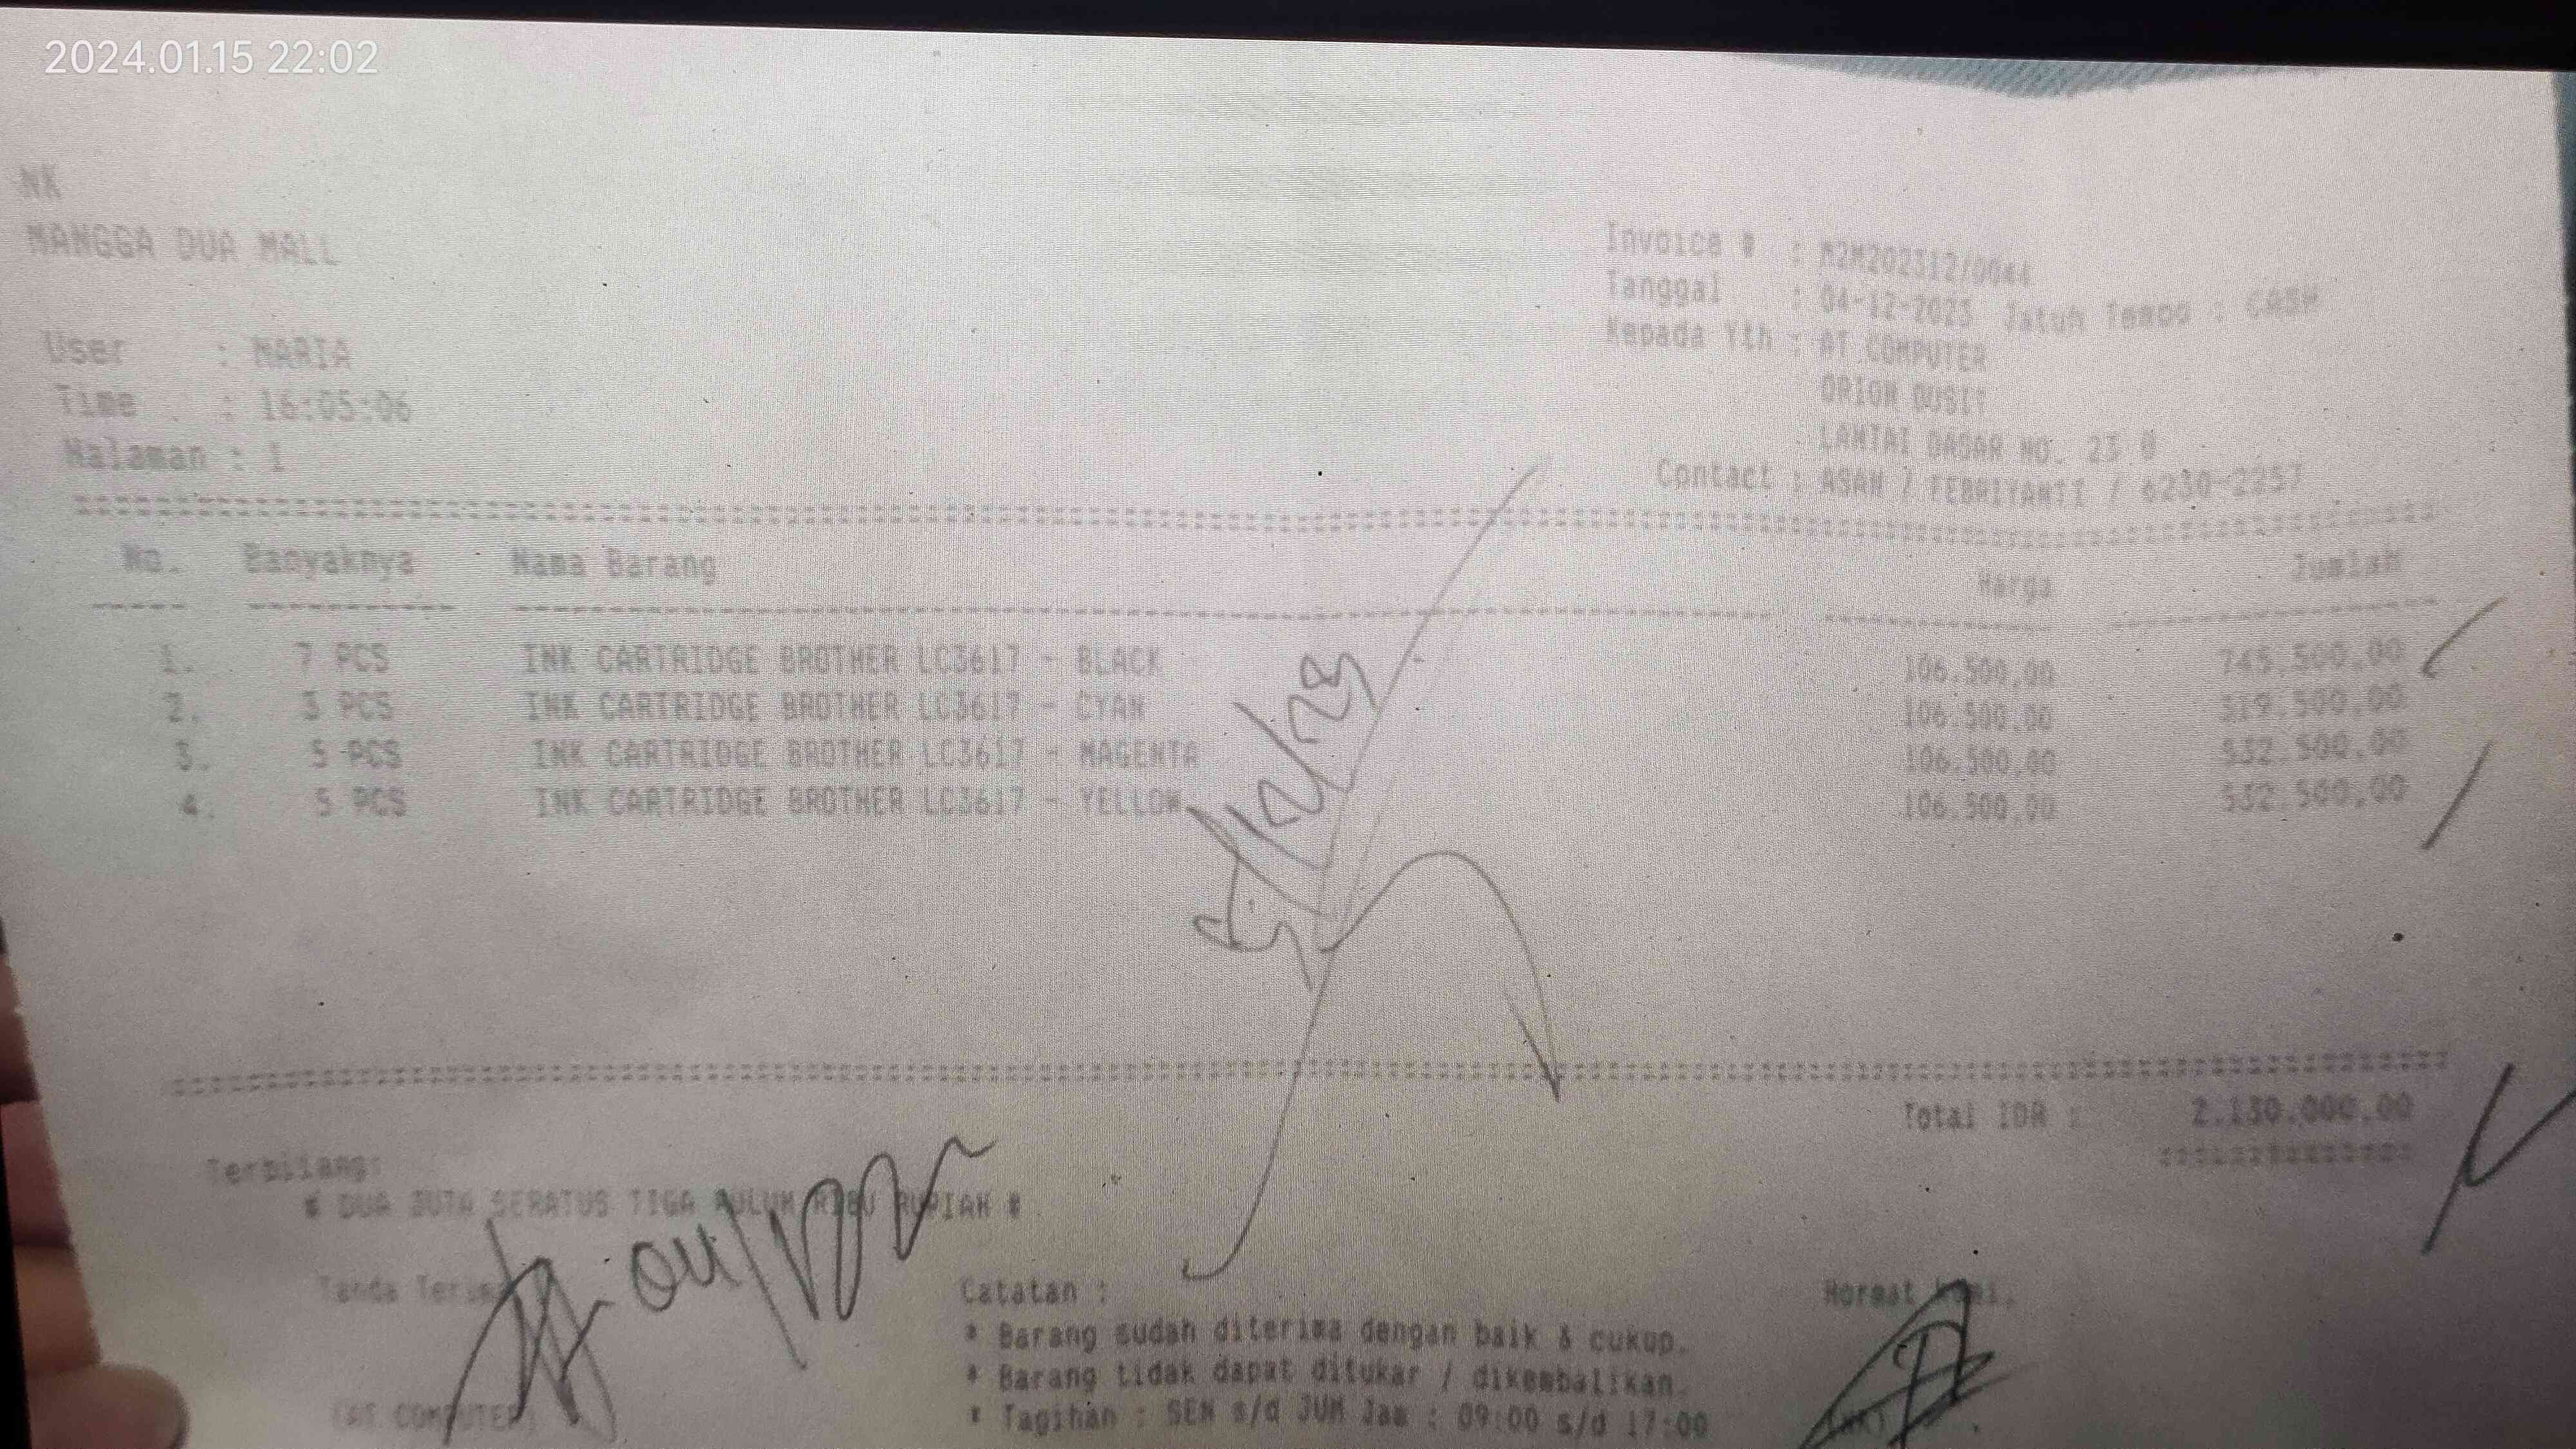 2024.01.15 22:02
NK
MANGGA DUA MALL
Invoice # : M2M202312/0044
Tanggal : 04-12-2023 Jatuh Tempo : CASH
Kepada Yth : AT COMPUTER
ORION DUSIT
LANTAI DASAR NO. 23
User : MARIA
Time : 16:05:06
Halaman : 1
Contact : ASAN / FEBRIYANTI / 6230-2257
No. Banyaknya Nama Barang Harga Jumlah
1. 7 PCS INK CARTRIDGE BROTHER LC3617 - BLACK 106.500,00 745.500,00
2. 3 PCS INK CARTRIDGE BROTHER LC3617 - CYAN 106.500,00 319.500,00
3. 5 PCS INK CARTRIDGE BROTHER LC3617 - MAGENTA 106.500,00 532.500,00
4. 5 PCS INK CARTRIDGE BROTHER LC3617 - YELLOW 106.500,00 532.500,00
Total IDR : 2.130.000,00
Terbilang:
# DUA JUTA SERATUS TIGA PULUH RIBU RUPIAH #
Tanda Terima
Catatan :
Hormat Kami,
* Barang sudah diterima dengan baik & cukup.
* Barang tidak dapat ditukar / dikembalikan.
* Tagihan : SEN s/d JUM Jam : 09:00 s/d 17:00
(AT COMPUTER)
(NK)